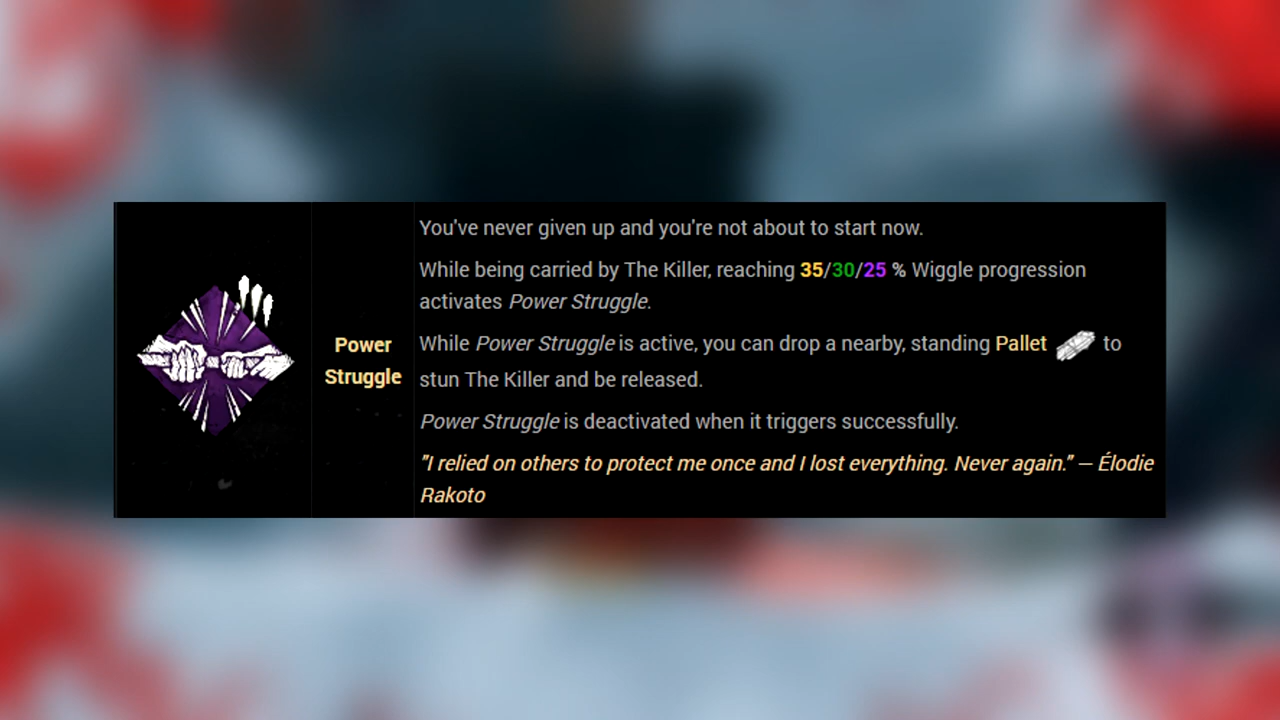 You've never given up and you're not about to start now.
While being carried by The Killer, reaching 35/30/25 % Wiggle progression
activates Power Struggle.
Power
Struggle
While Power Struggle is active, you can drop a nearby, standing Pallet to
stun The Killer and be released.
Power Struggle is deactivated when it triggers successfully.
"I relied on others to protect me once and I lost everything. Never again." — Élodie
Rakoto